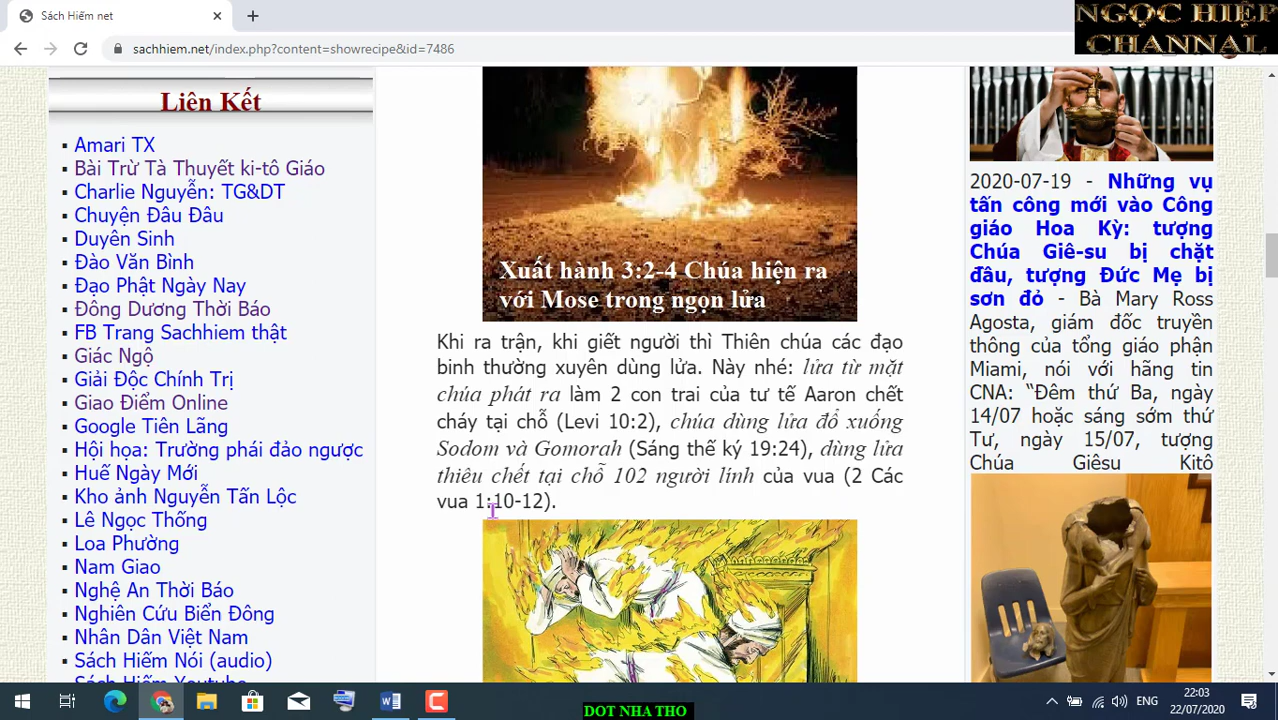 Sách Hiếm net
NGỌC HIỆP
CHANNAL
sachhiem.net/index.php?content=showrecipe&id=7486
Liên Kết
Amari TX
Bài Trừ Tà Thuyết ki-tô Giáo
Charlie Nguyễn: TG&DT
Chuyện Đâu Đâu
Duyên Sinh
Đào Văn Bình
Đạo Phật Ngày Nay
Đông Dương Thời Báo
FB Trang Sachhiem thật
Giác Ngộ
Giải Độc Chính Trị
Giao Điểm Online
Google Tiên Lãng
Hội họa: Trường phái đảo ngược
Huế Ngày Mới
Kho ảnh Nguyễn Tấn Lộc
Lê Ngọc Thống
Loa Phường
Nam Giao
Nghệ An Thời Báo
Nghiên Cứu Biển Đông
Nhân Dân Việt Nam
Sách Hiếm Nói (audio)
Sách Hiếm Youtube
Xuất hành 3:2-4 Chúa hiện ra
với Mose trong ngọn lửa
Khi ra trận, khi giết người thì Thiên chúa các đạo
binh thường xuyên dùng lửa. Này nhé: lửa từ mặt
chúa phát ra làm 2 con trai của tư tế Aaron chết
cháy tại chỗ (Levi 10:2), chúa dùng lửa đổ xuống
Sodom và Gomorah (Sáng thế ký 19:24), dùng lửa
thiêu chết tại chỗ 102 người lính của vua (2 Các
vua 1:10-12).
2020-07-19 - Những vụ
tấn công mới vào Công
giáo Hoa Kỳ: tượng
Chúa Giê-su bị chặt
đầu, tượng Đức Mẹ bị
sơn đỏ - Bà Mary Ross
Agosta, giám đốc truyền
thông của tổng giáo phận
Miami, nói với hãng tin
CNA: “Đêm thứ Ba, ngày
14/07 hoặc sáng sớm thứ
Tư, ngày 15/07, tượng
Chúa Giêsu Kitô
ENG
22:03
22/07/2020
DOT NHA THO